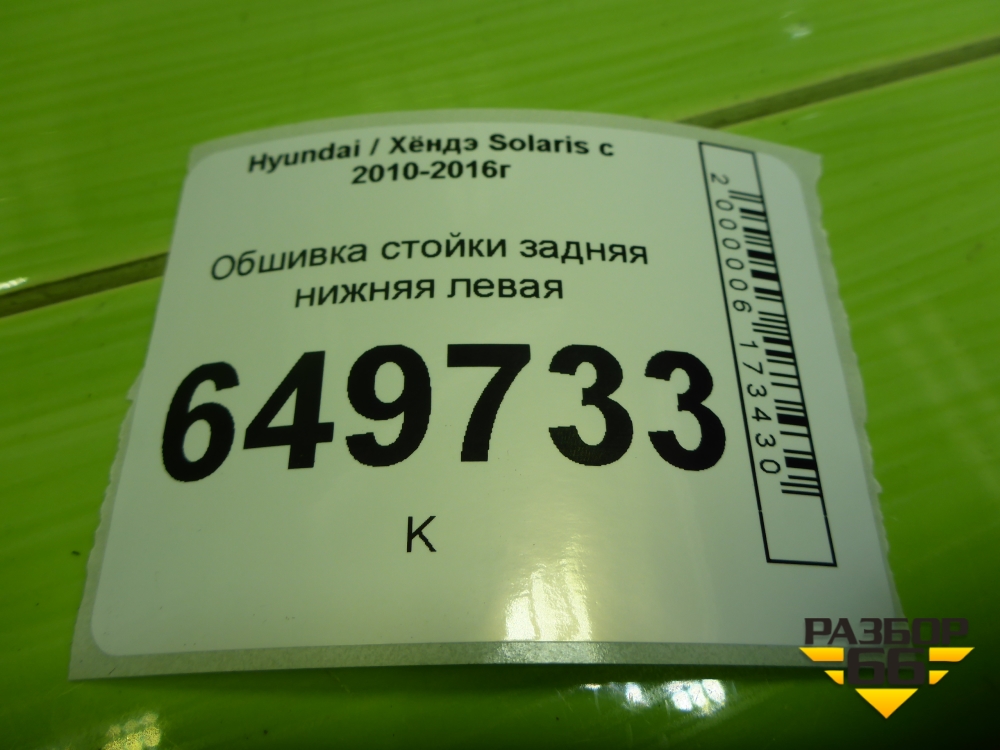 Hyundai / Хёндэ Solaris с
2010-2016г
Обшивка стойки задняя
нижняя левая
649733
К
2000006173430
РАЗБОР
66